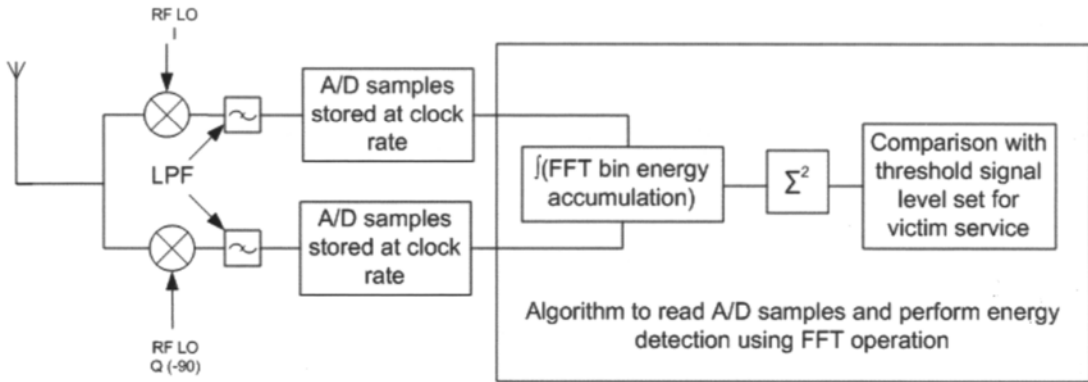 RF LO
I
A/D samples
stored at clock
rate
LPF
A/D samples
stored at clock
rate
RF LO
Q (-90)
∫(FFT bin energy
accumulation)
Σ²
Comparison with
threshold signal
level set for
victim service
Algorithm to read A/D samples and perform energy
detection using FFT operation